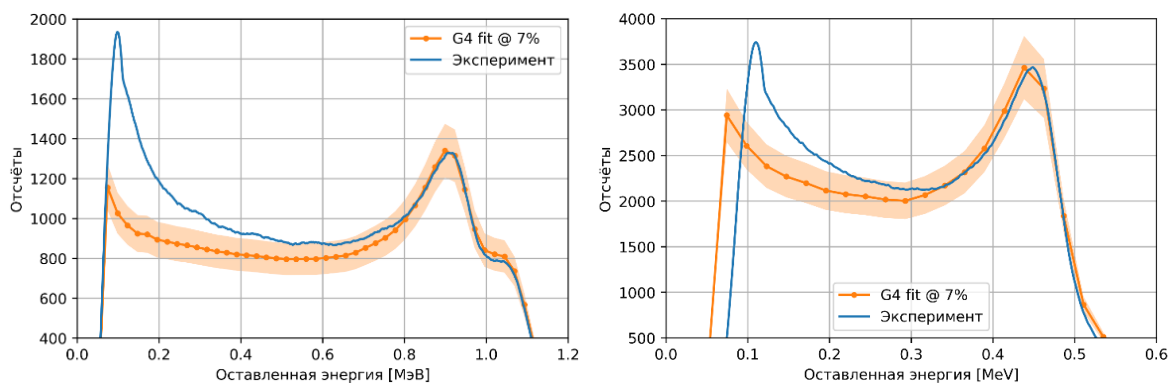 2000
1800
1600
1400
1200
1000
800
600
400
0.0 0.2 0.4 0.6 0.8 1.0 1.2
Отсчёты
Оставленная энергия [МэВ]
G4 fit @ 7%
Эксперимент
4000
3500
3000
2500
2000
1500
1000
500
0.0 0.1 0.2 0.3 0.4 0.5 0.6
Отсчёты
Оставленная энергия [MeV]
G4 fit @ 7%
Эксперимент